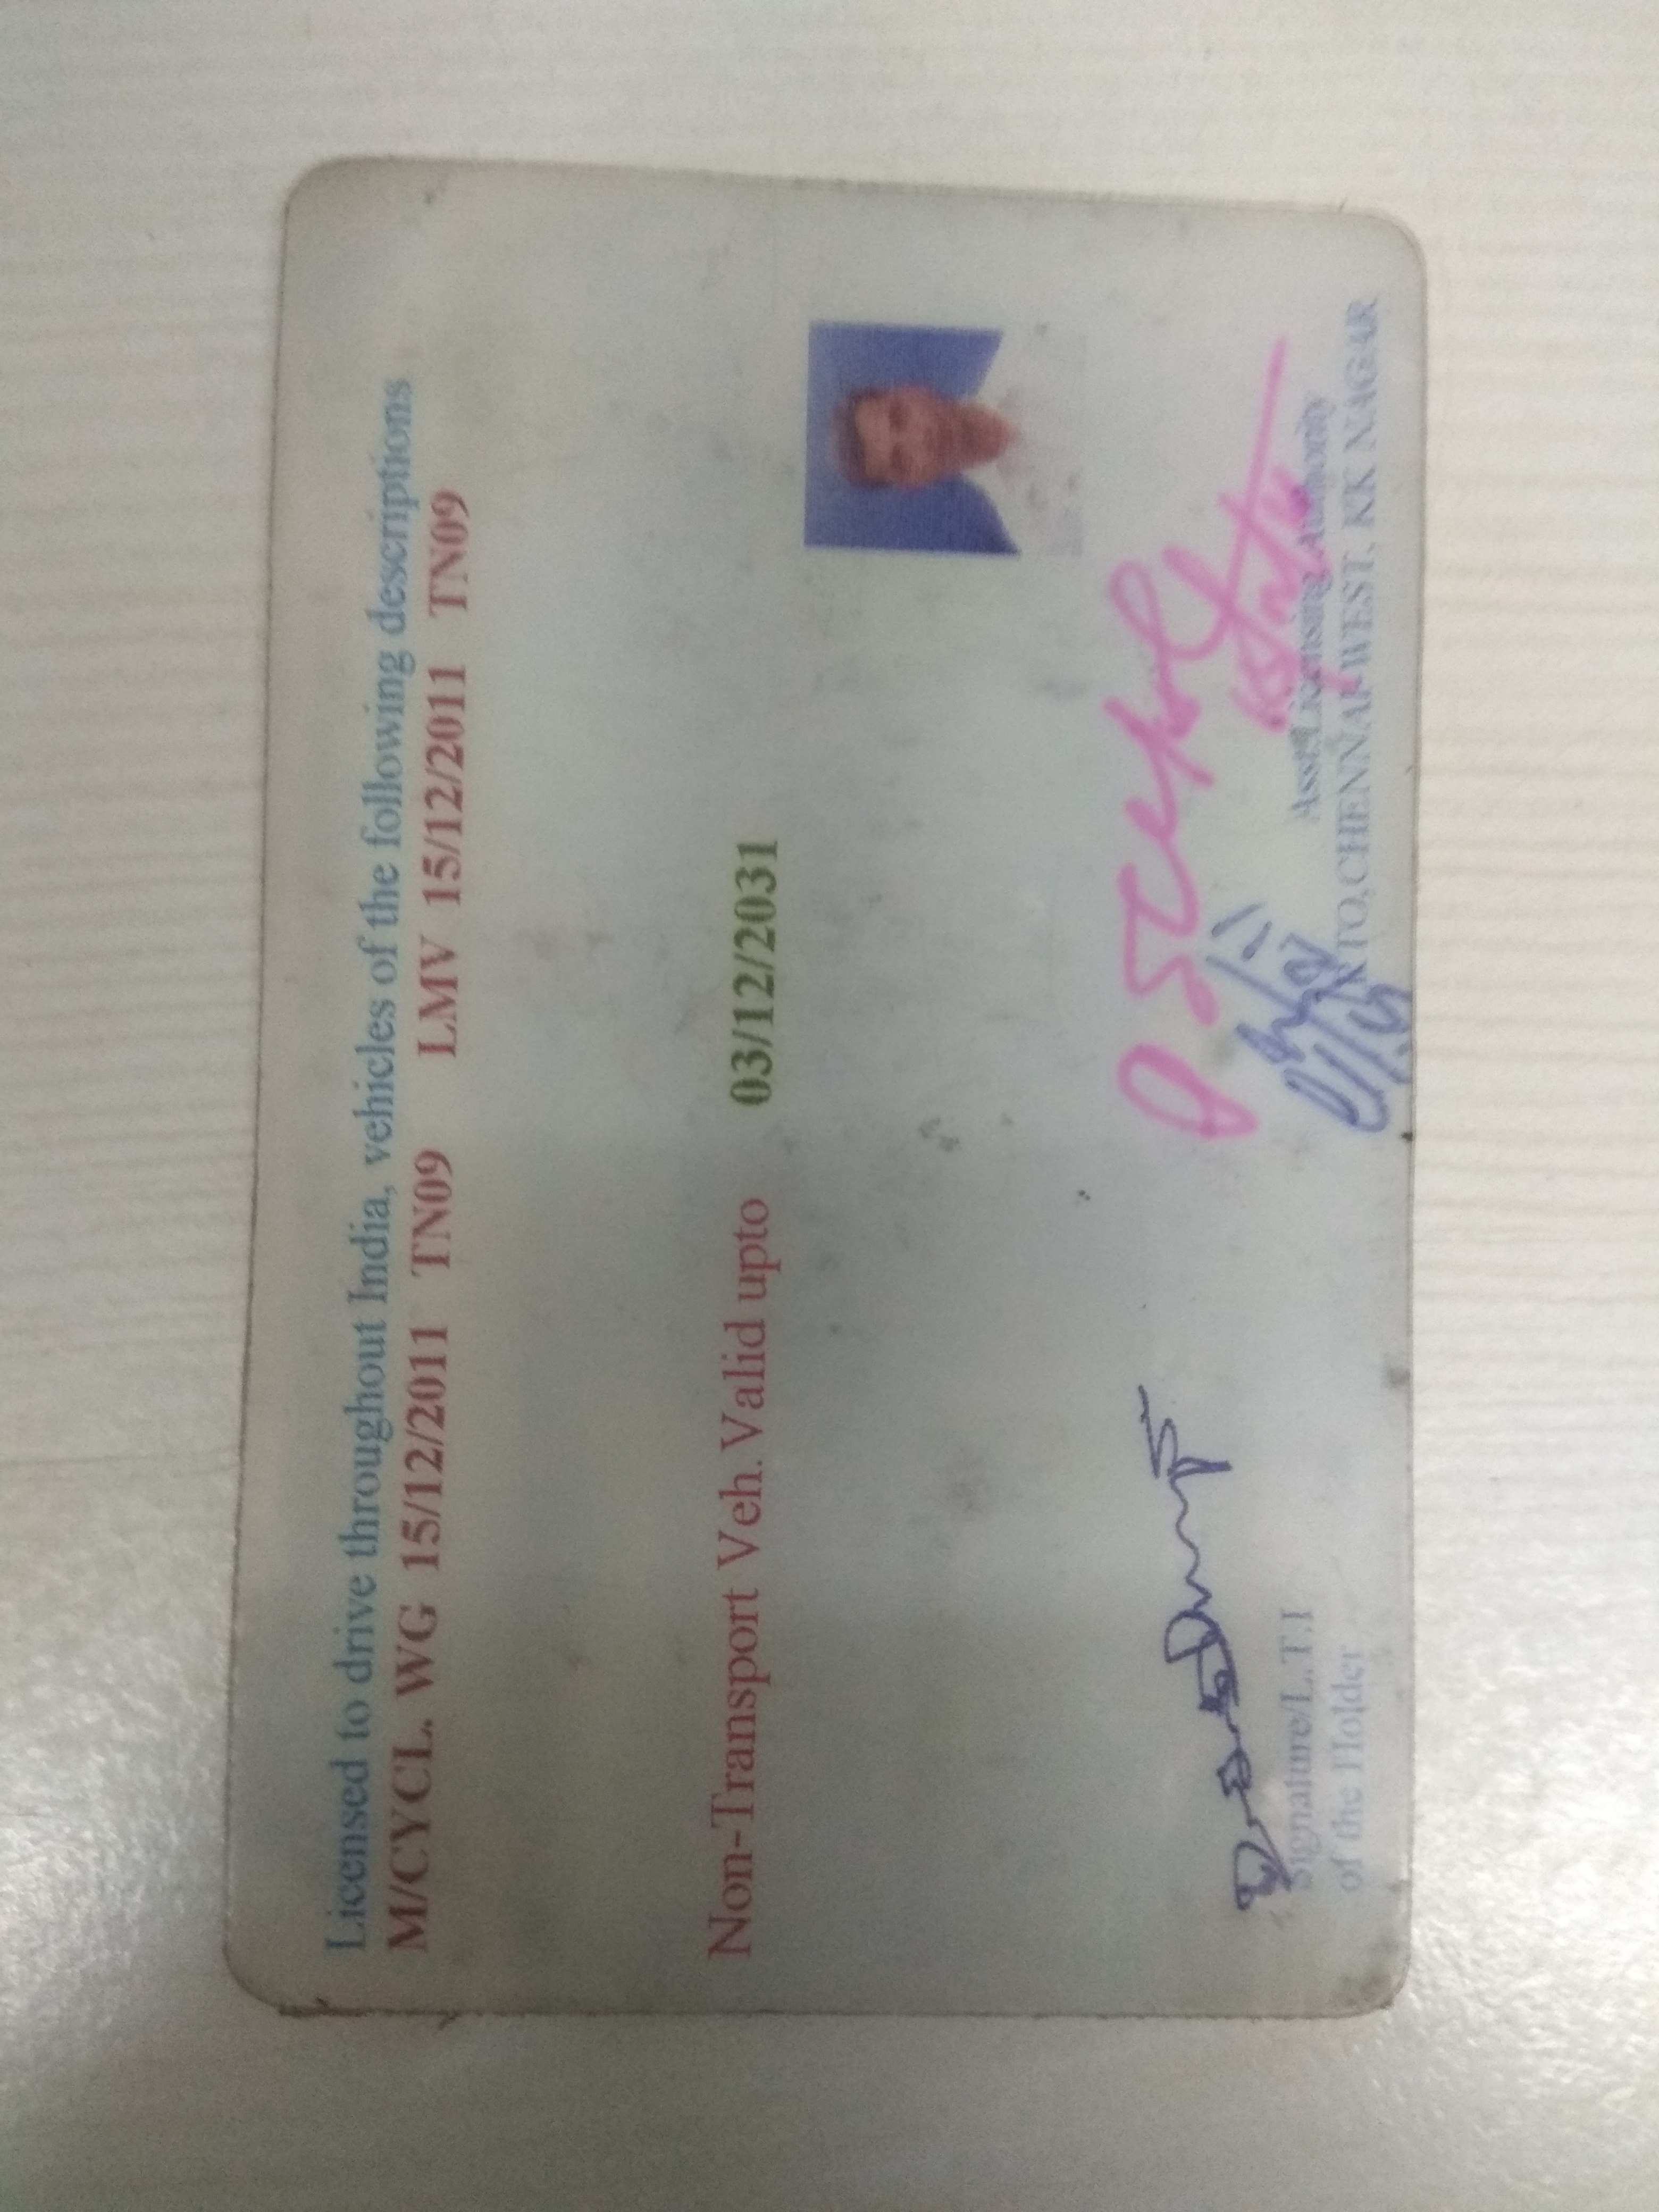 Licensed to drive throughout India, vehicles of the following descriptions
M/CYCL. WG 15/12/2011 TN09 LMV 15/12/2011 TN09
Non-Transport Veh. Valid upto 03/12/2031
Signature/L.T.I
of the Holder
Asst. Licensing Authority
RTO,CHENNAI-WEST, KK NAGAR